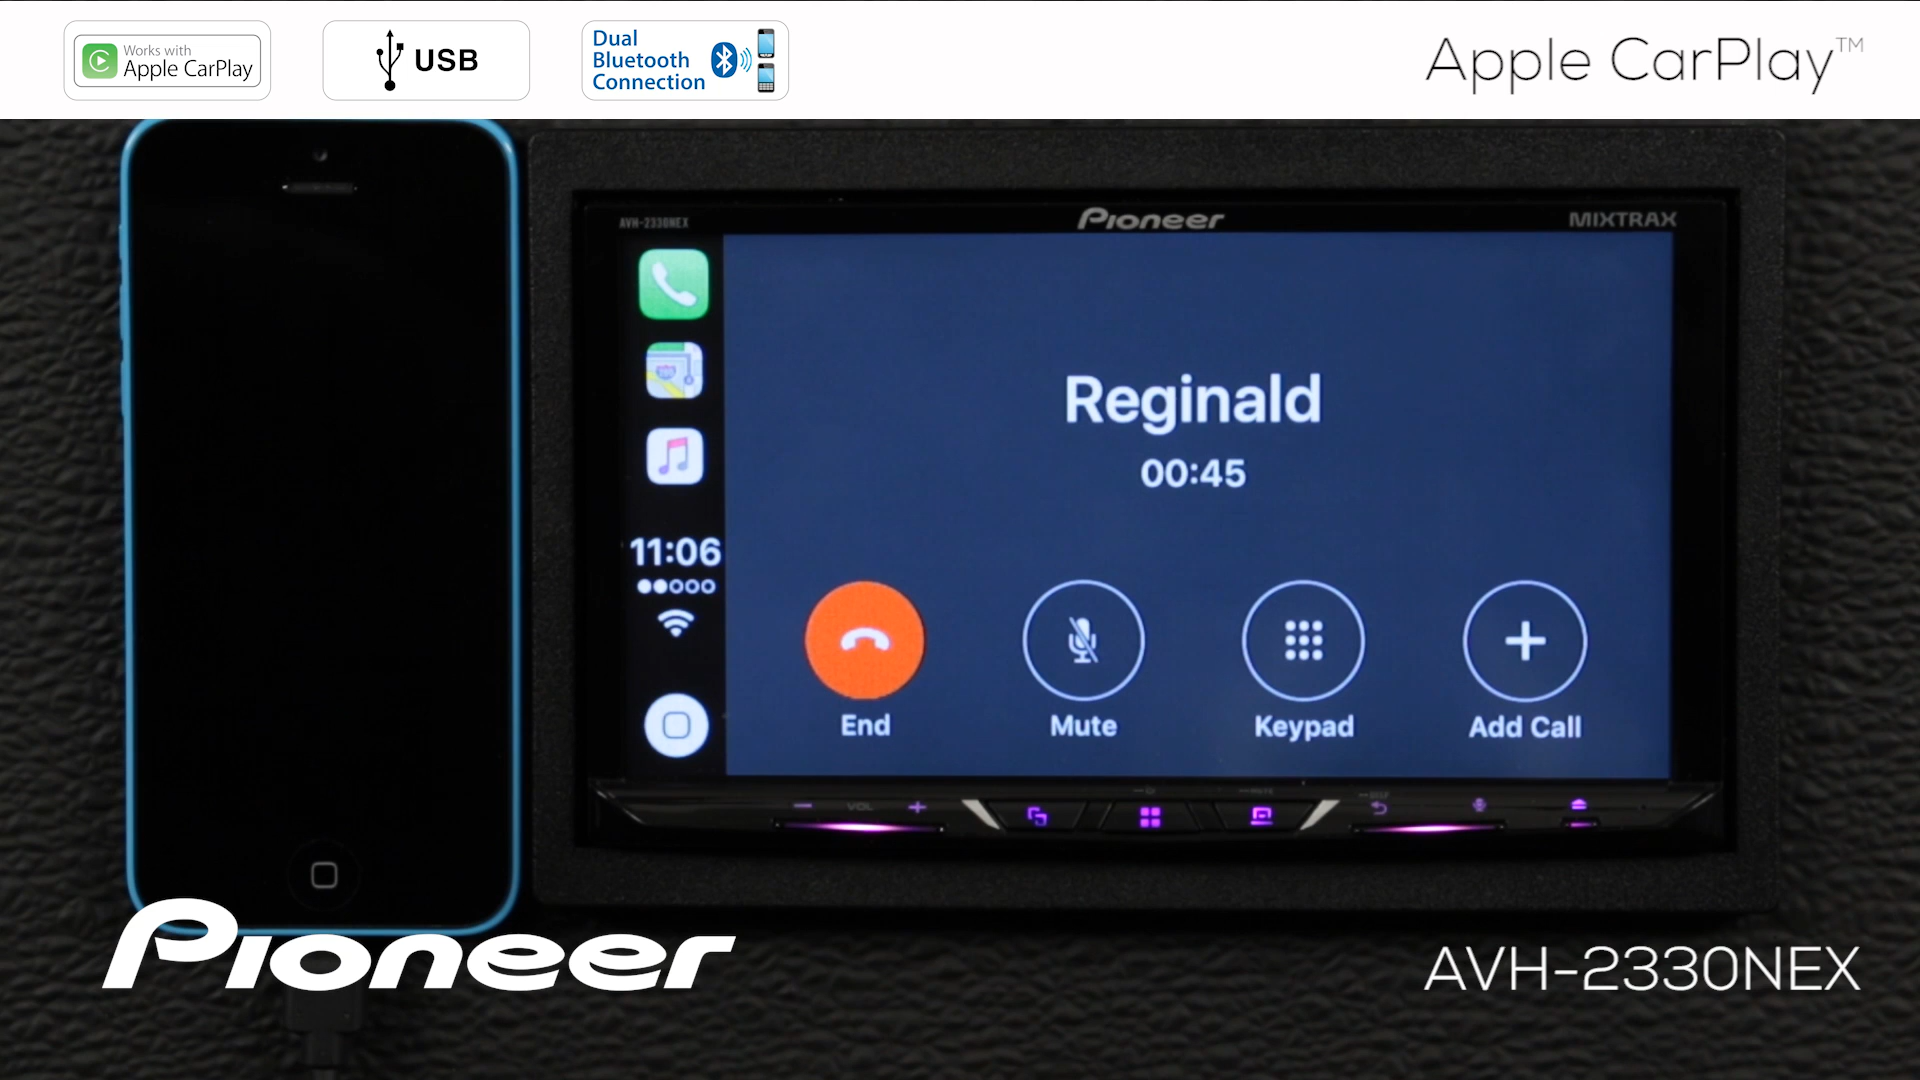 Works with
Apple CarPlay
USB
Dual
Bluetooth
Connection
Apple CarPlay™
AVH-2330NEX
Pioneer
MIXTRAX
Reginald
00:45
11:06
End
Mute
Keypad
Add Call
VOL
Pioneer
AVH-2330NEX